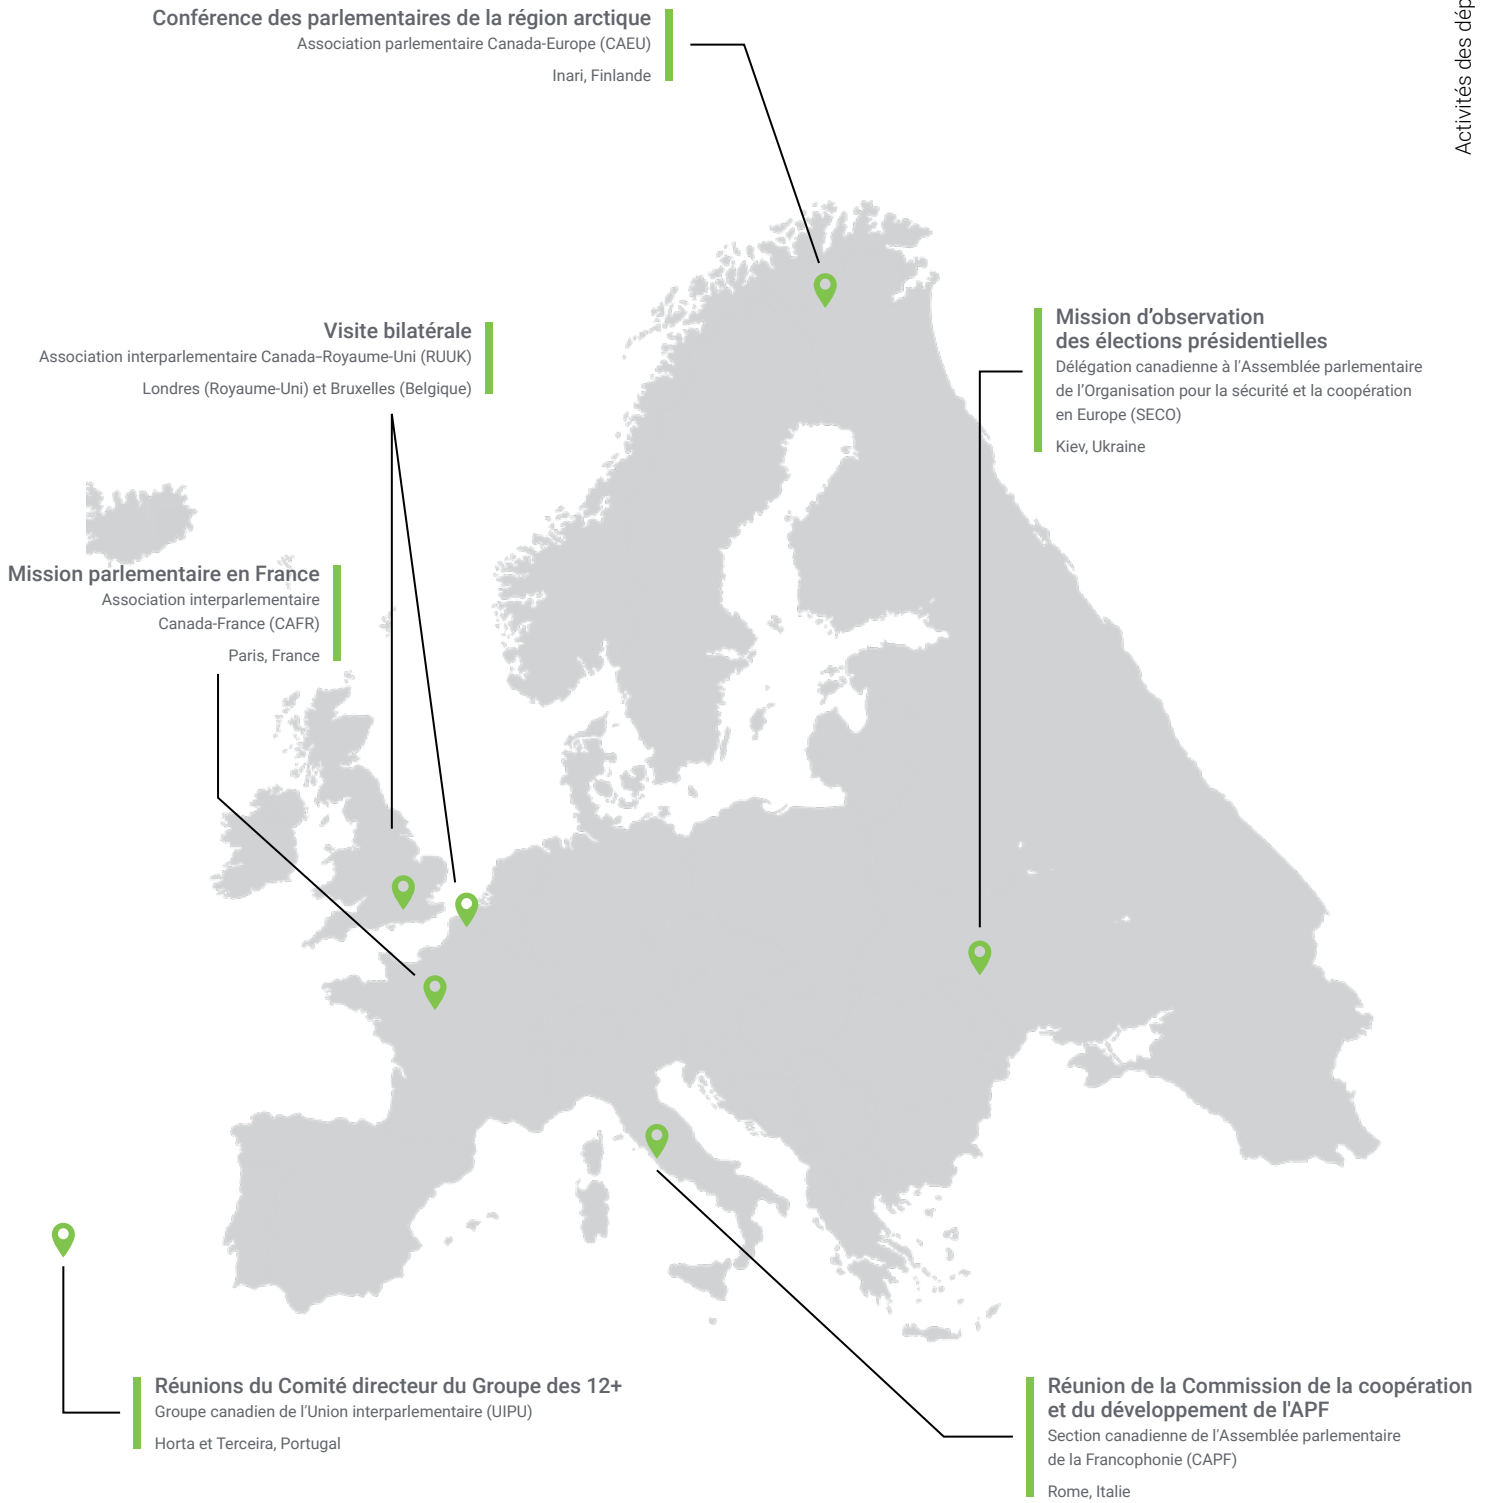 Conférence des parlementaires de la région arctique
Association parlementaire Canada-Europe (CAEU)
Inari, Finlande
Activités des
Visite bilatérale
Association interparlementaire Canada–Royaume-Uni (RUUK)
Londres (Royaume-Uni) et Bruxelles (Belgique)
Mission d’observation
des élections présidentielles
Délégation canadienne à l’Assemblée parlementaire
de l’Organisation pour la sécurité et la coopération
en Europe (SECO)
Kiev, Ukraine
Mission parlementaire en France
Association interparlementaire
Canada-France (CAFR)
Paris, France
Réunions du Comité directeur du Groupe des 12+
Groupe canadien de l’Union interparlementaire (UIPU)
Horta et Terceira, Portugal
Réunion de la Commission de la coopération
et du développement de l'APF
Section canadienne de l’Assemblée parlementaire
de la Francophonie (CAPF)
Rome, Italie